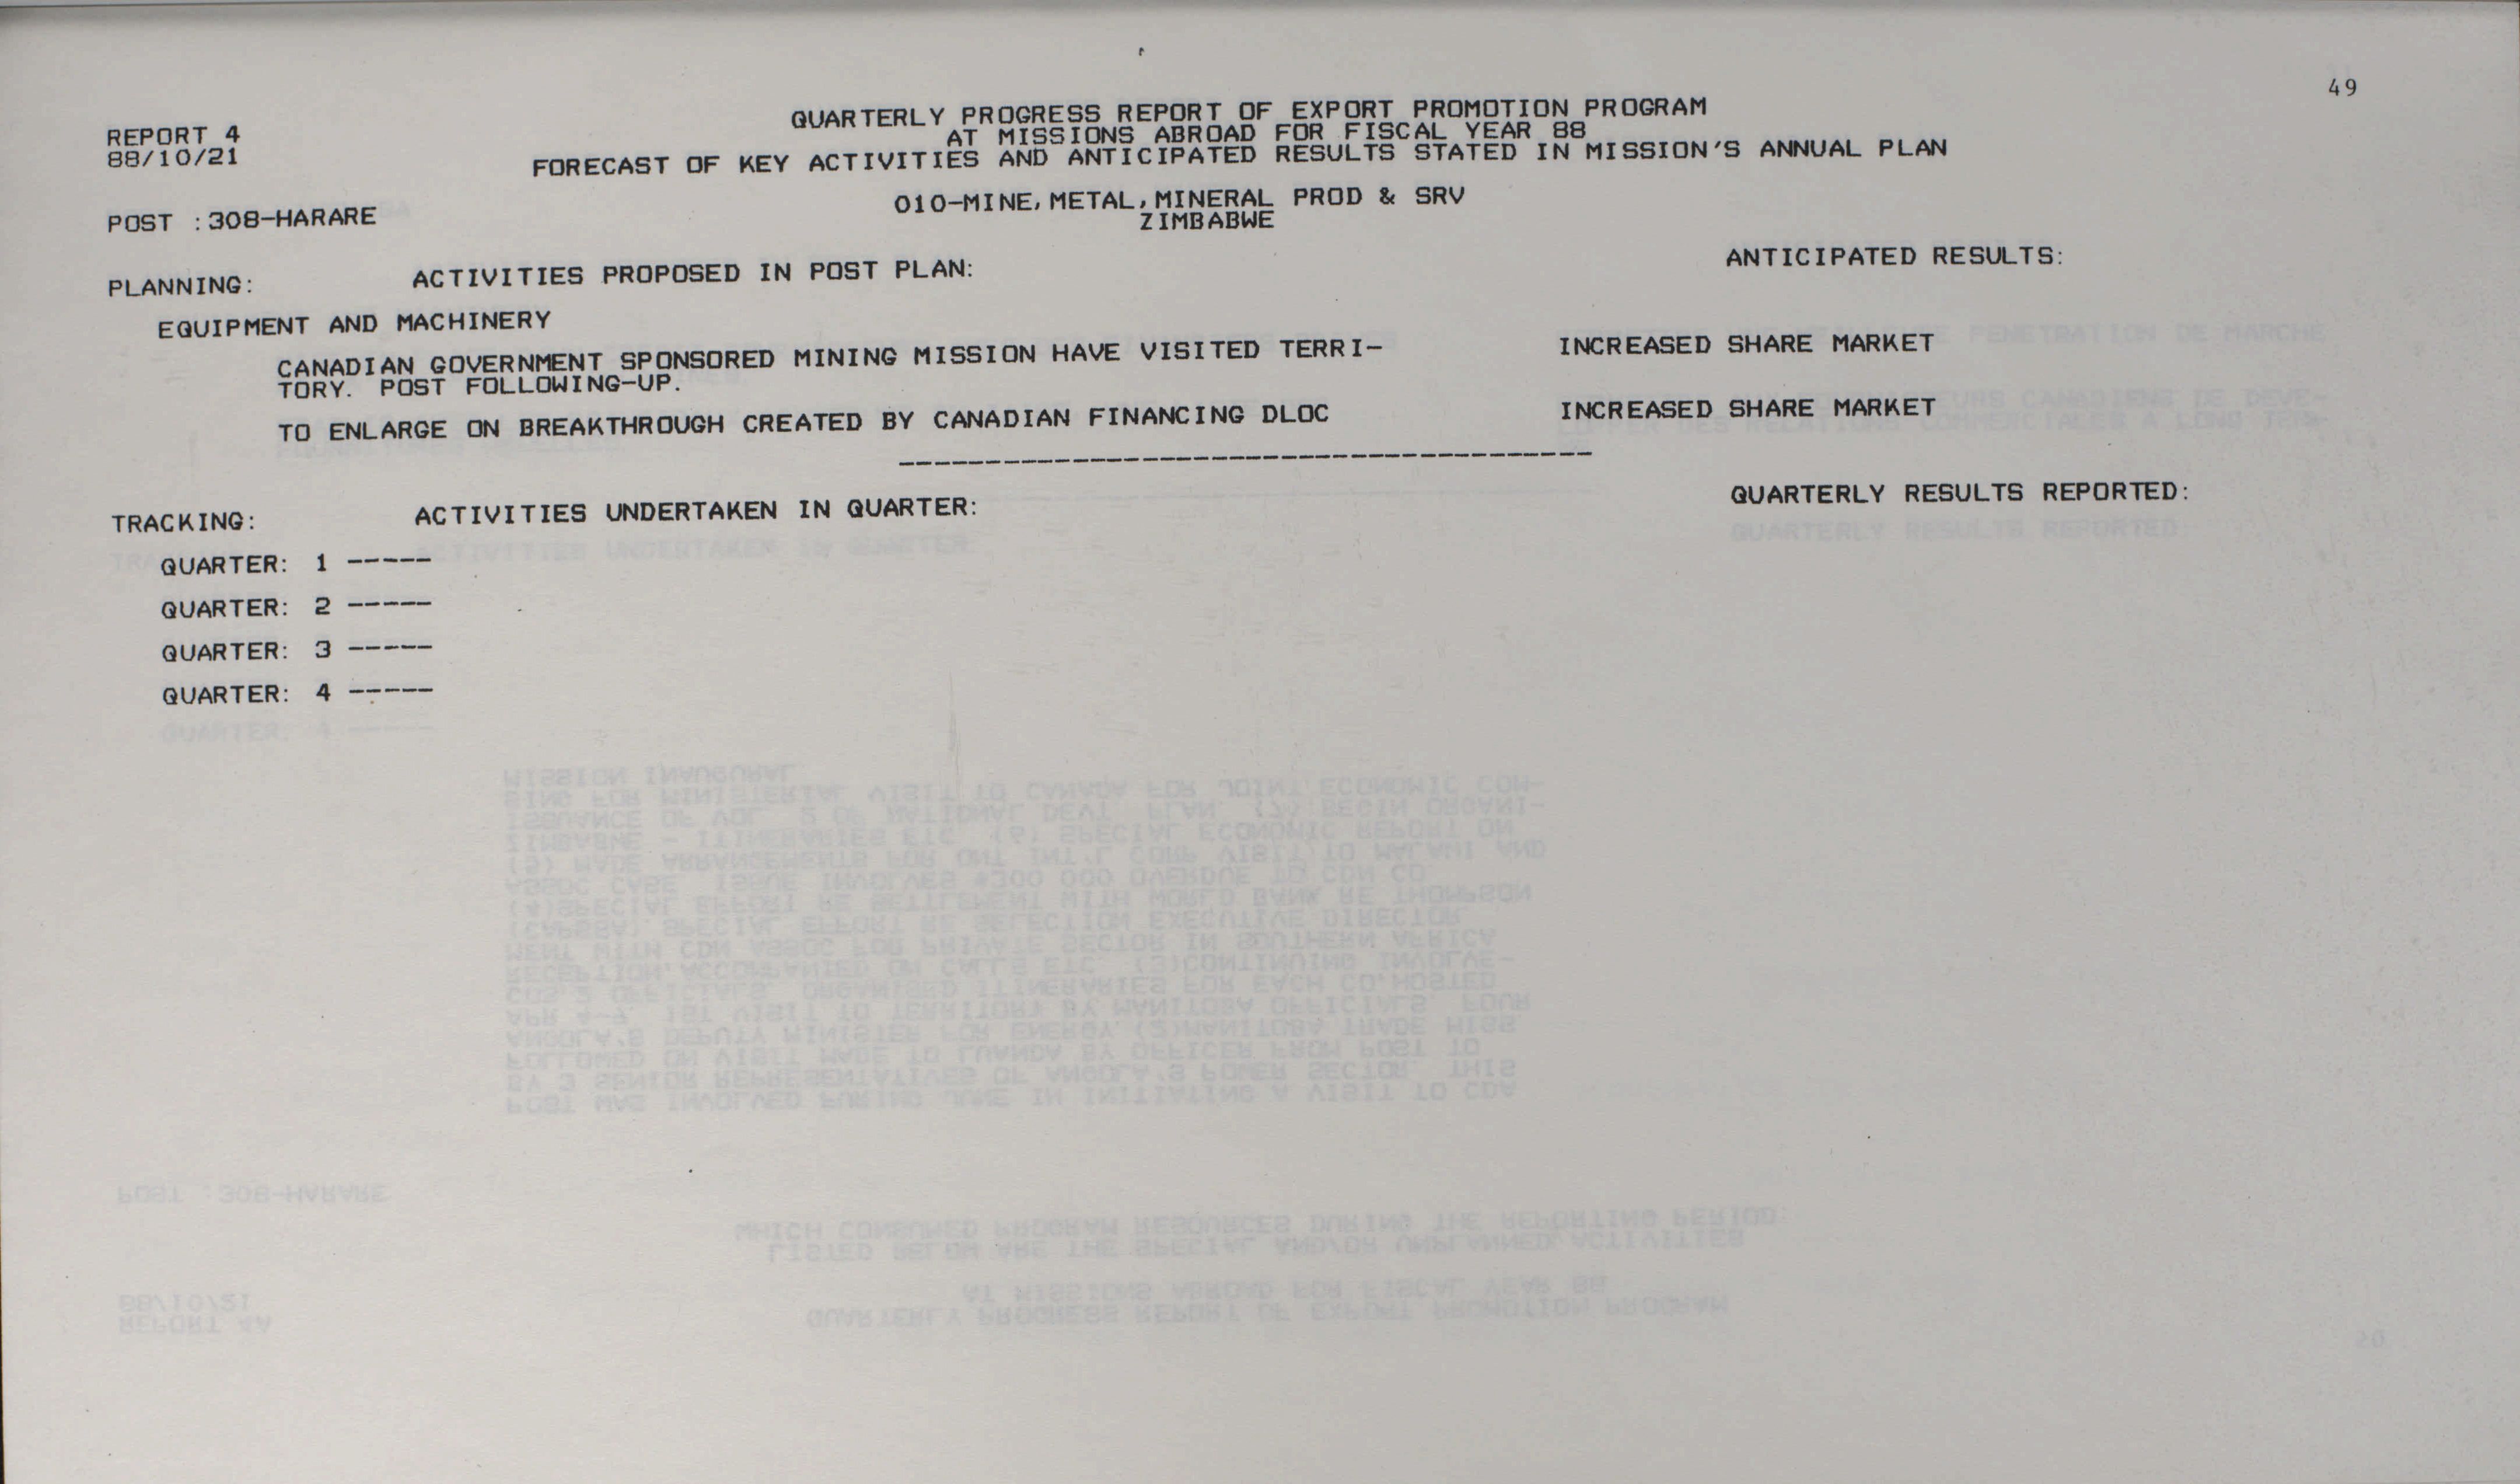 49
REPORT 4
88/10/21
QUARTERLY PROGRESS REPORT OF EXPORT PROMOTION PROGRAM
AT MISSIONS ABROAD FOR FISCAL YEAR 88
FORECAST OF KEY ACTIVITIES AND ANTICIPATED RESULTS STATED IN MISSION'S ANNUAL PLAN
010-MINE, METAL, MINERAL PROD & SRV
ZIMBABWE
POST :308-HARARE
PLANNING: ACTIVITIES PROPOSED IN POST PLAN: ANTICIPATED RESULTS:
EQUIPMENT AND MACHINERY
CANADIAN GOVERNMENT SPONSORED MINING MISSION HAVE VISITED TERRI- INCREASED SHARE MARKET
TORY. POST FOLLOWING-UP.
TO ENLARGE ON BREAKTHROUGH CREATED BY CANADIAN FINANCING DLOC INCREASED SHARE MARKET
----------------------------------------
TRACKING: ACTIVITIES UNDERTAKEN IN QUARTER: QUARTERLY RESULTS REPORTED:
QUARTER: 1 -----
QUARTER: 2 -----
QUARTER: 3 -----
QUARTER: 4 -----